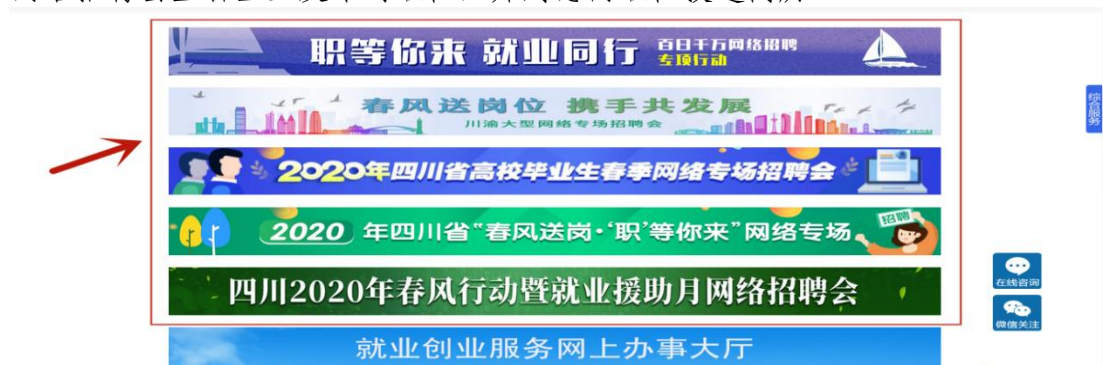 职等你来 就业同行 百日千万网络招聘
专项行动
春风送岗位 携手共发展
川渝大型网络专场招聘会
综合服务
2020年四川省高校毕业生春季网络专场招聘会
2020 年四川省“春风送岗·‘职’等你来”网络专场
招聘
四川2020年春风行动暨就业援助月网络招聘会
在线咨询
微信关注
就业创业服务网上办事大厅